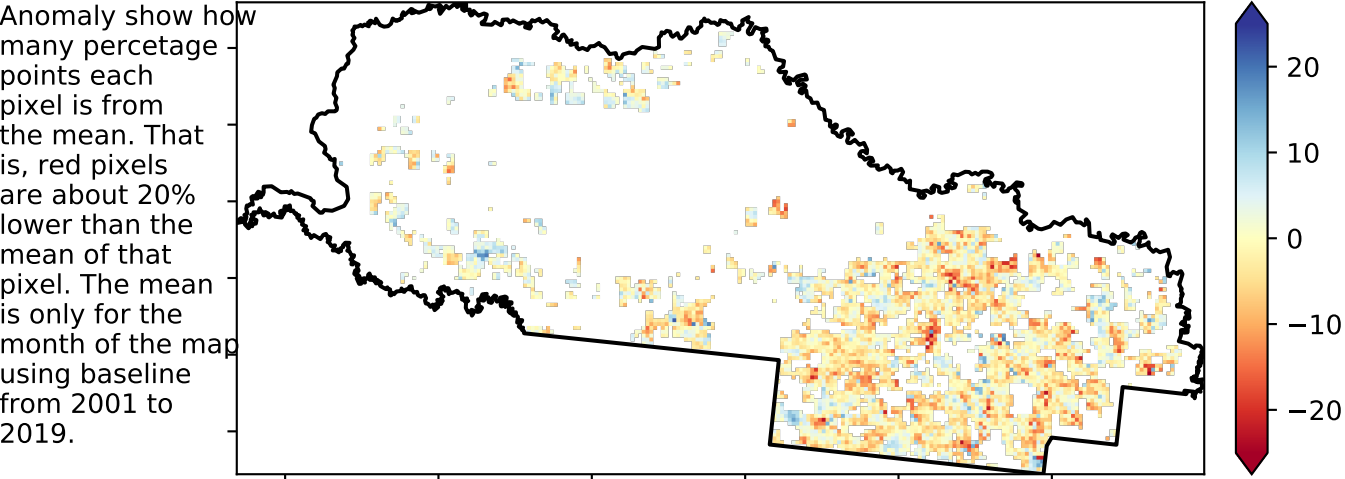 Anomaly show how
many percetage
points each
pixel is from
the mean. That
is, red pixels
are about 20%
lower than the
mean of that
pixel. The mean
is only for the
month of the map
using baseline
from 2001 to
2019.
20
10
0
−10
−20